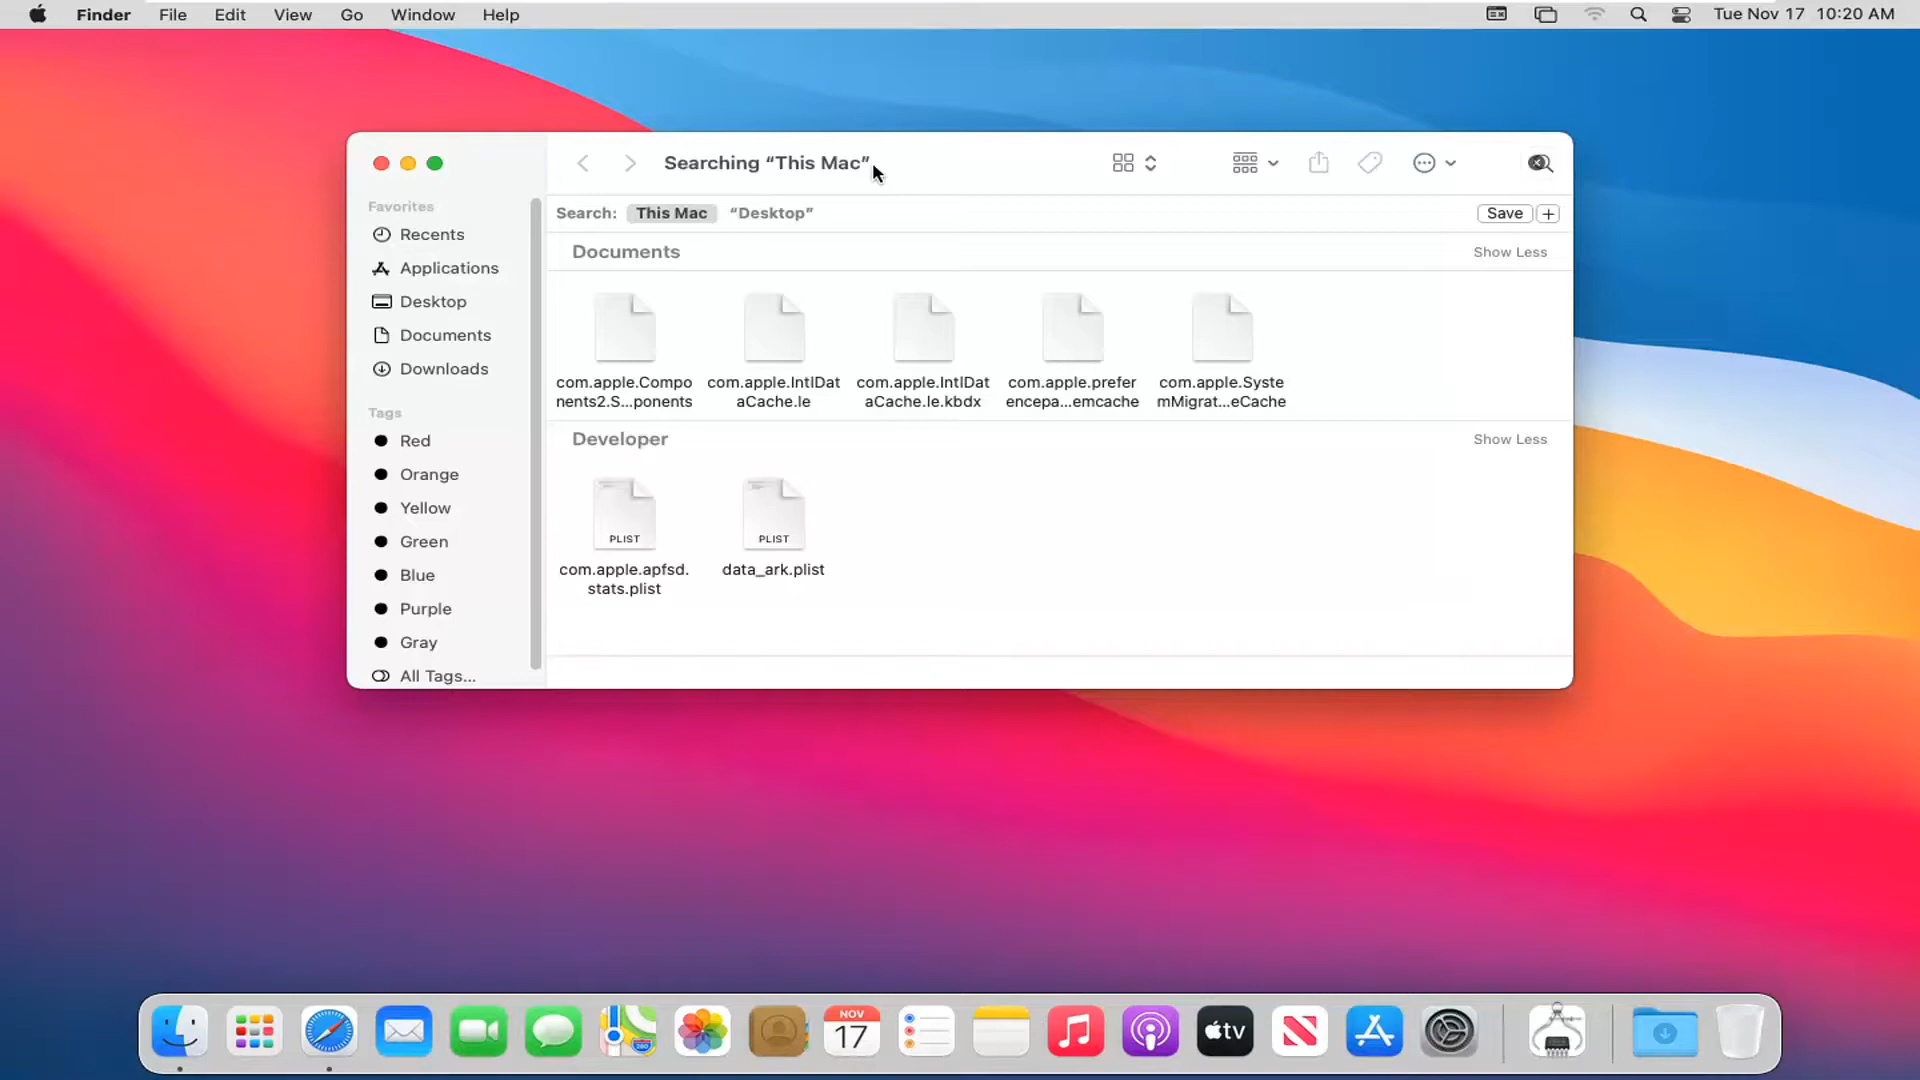 Finder File Edit View Go Window Help Tue Nov 17 10:20 AM
Searching “This Mac”
Search: This Mac “Desktop” Save +
Favorites
Recents
Applications
Desktop
Documents
Downloads
Tags
Red
Orange
Yellow
Green
Blue
Purple
Gray
All Tags...
Documents Show Less
com.apple.Compo
nents2.S...ponents
com.apple.IntlDat
aCache.le
com.apple.IntlDat
aCache.le.kbdx
com.apple.prefer
encepa...emcache
com.apple.Syste
mMigrat...eCache
Developer Show Less
PLIST
com.apple.apfsd.
stats.plist
PLIST
data_ark.plist
NOV
17
280
tv